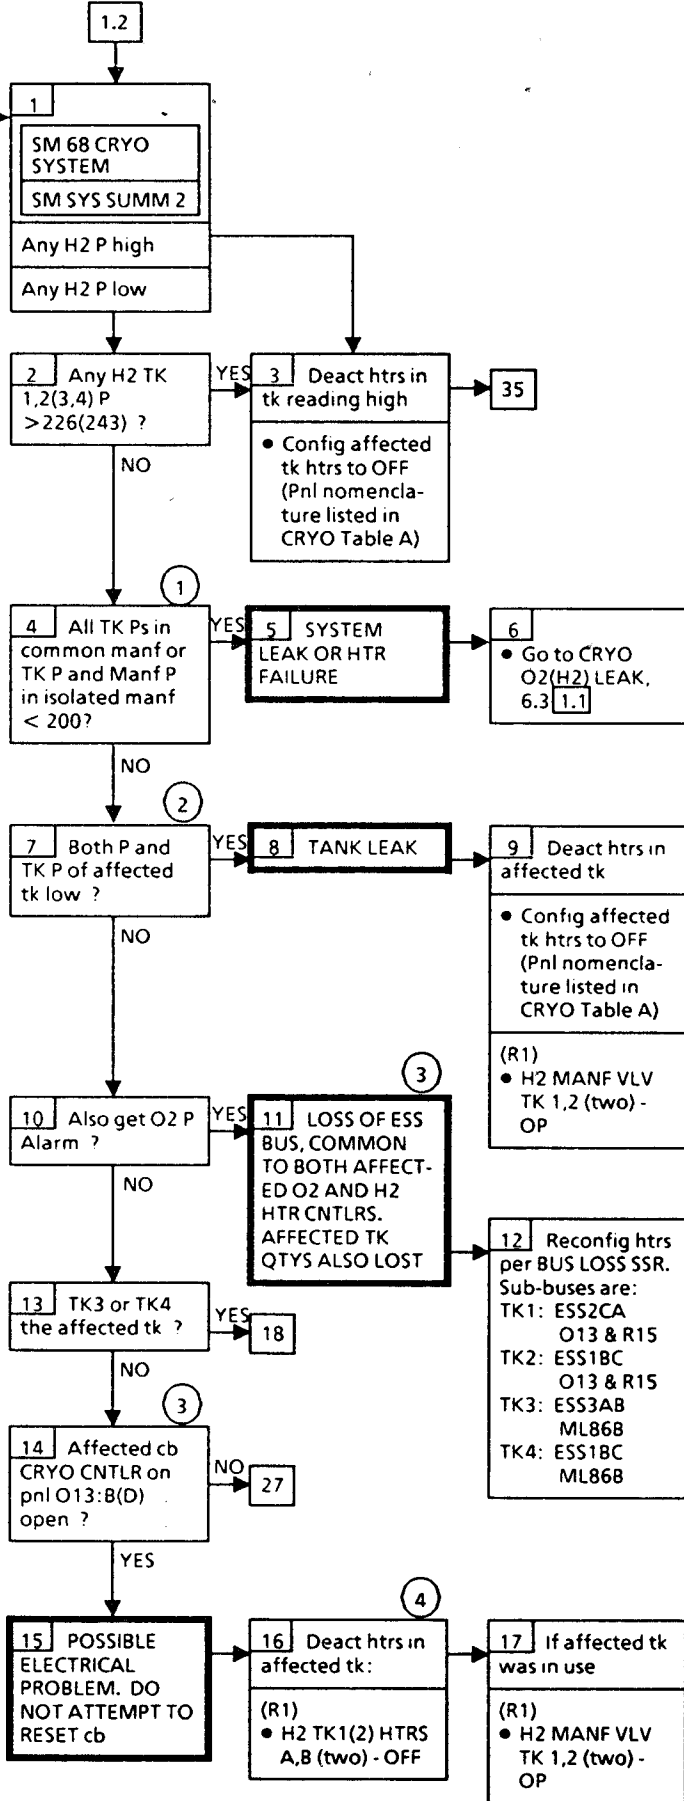 1.2
1
SM 68 CRYO
SYSTEM
SM SYS SUMM 2
Any H2 P high
Any H2 P low
2 Any H2 TK
1,2(3,4) P
>226(243) ?
YES
NO
3 Deact htrs in
tk reading high
• Config affected
tk htrs to OFF
(Pnl nomencla-
ture listed in
CRYO Table A)
35
1
4 All TK Ps in
common manf or
TK P and Manf P
in isolated manf
< 200?
YES
NO
5 SYSTEM
LEAK OR HTR
FAILURE
6
• Go to CRYO
O2(H2) LEAK,
6.3 1.1
2
7 Both P and
TK P of affected
tk low ?
YES
NO
8 TANK LEAK
9 Deact htrs in
affected tk
• Config affected
tk htrs to OFF
(Pnl nomencla-
ture listed in
CRYO Table A)
(R1)
• H2 MANF VLV
TK 1,2 (two) -
OP
10 Also get O2 P
Alarm ?
YES
NO
3
11 LOSS OF ESS
BUS, COMMON
TO BOTH AFFECT-
ED O2 AND H2
HTR CNTLRS.
AFFECTED TK
QTYS ALSO LOST
12 Reconfig htrs
per BUS LOSS SSR.
Sub-buses are:
TK1: ESS2CA
O13 & R15
TK2: ESS1BC
O13 & R15
TK3: ESS3AB
ML86B
TK4: ESS1BC
ML86B
13 TK3 or TK4
the affected tk ?
YES
18
NO
3
14 Affected cb
CRYO CNTLR on
pnl O13:B(D)
open ?
NO
27
YES
15 POSSIBLE
ELECTRICAL
PROBLEM. DO
NOT ATTEMPT TO
RESET cb
4
16 Deact htrs in
affected tk:
(R1)
• H2 TK1(2) HTRS
A,B (two) - OFF
17 If affected tk
was in use
(R1)
• H2 MANF VLV
TK 1,2 (two) -
OP